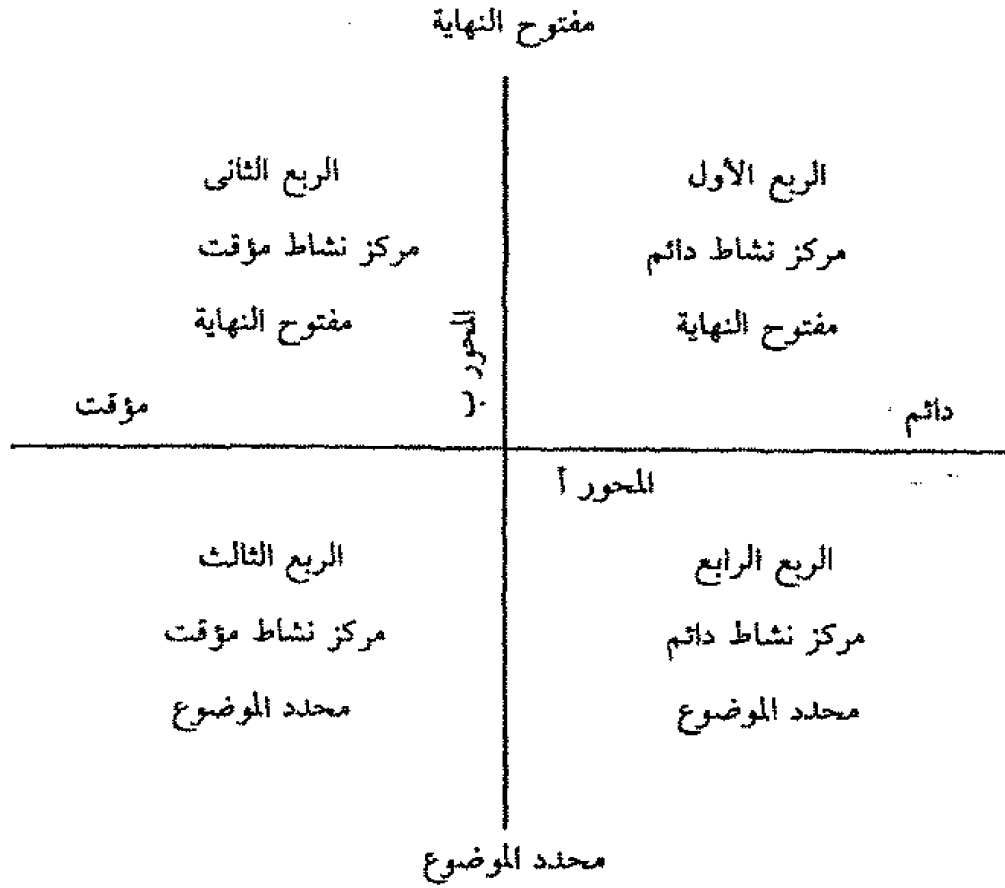 مفتوح النهاية
الربع الأول
مركز نشاط دائم
مفتوح النهاية
الربع الثانى
مركز نشاط مؤقت
مفتوح النهاية
المحور ب
دائم
مؤقت
المحور أ
الربع الرابع
مركز نشاط دائم
محدد الموضوع
الربع الثالث
مركز نشاط مؤقت
محدد الموضوع
محدد الموضوع